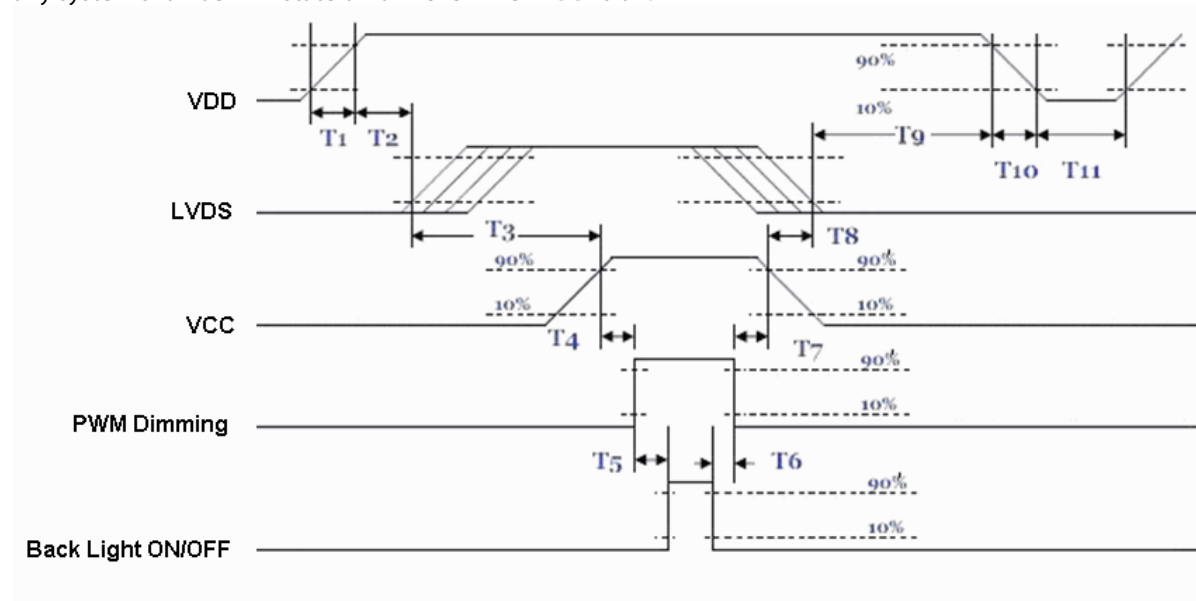 90%
VDD
10%
T1 T2
T9
T10 T11
LVDS
T3
T8
90% 90%
10% 10%
VCC
T4
T7
90%
10%
PWM Dimming
T5 T6
90%
10%
Back Light ON/OFF